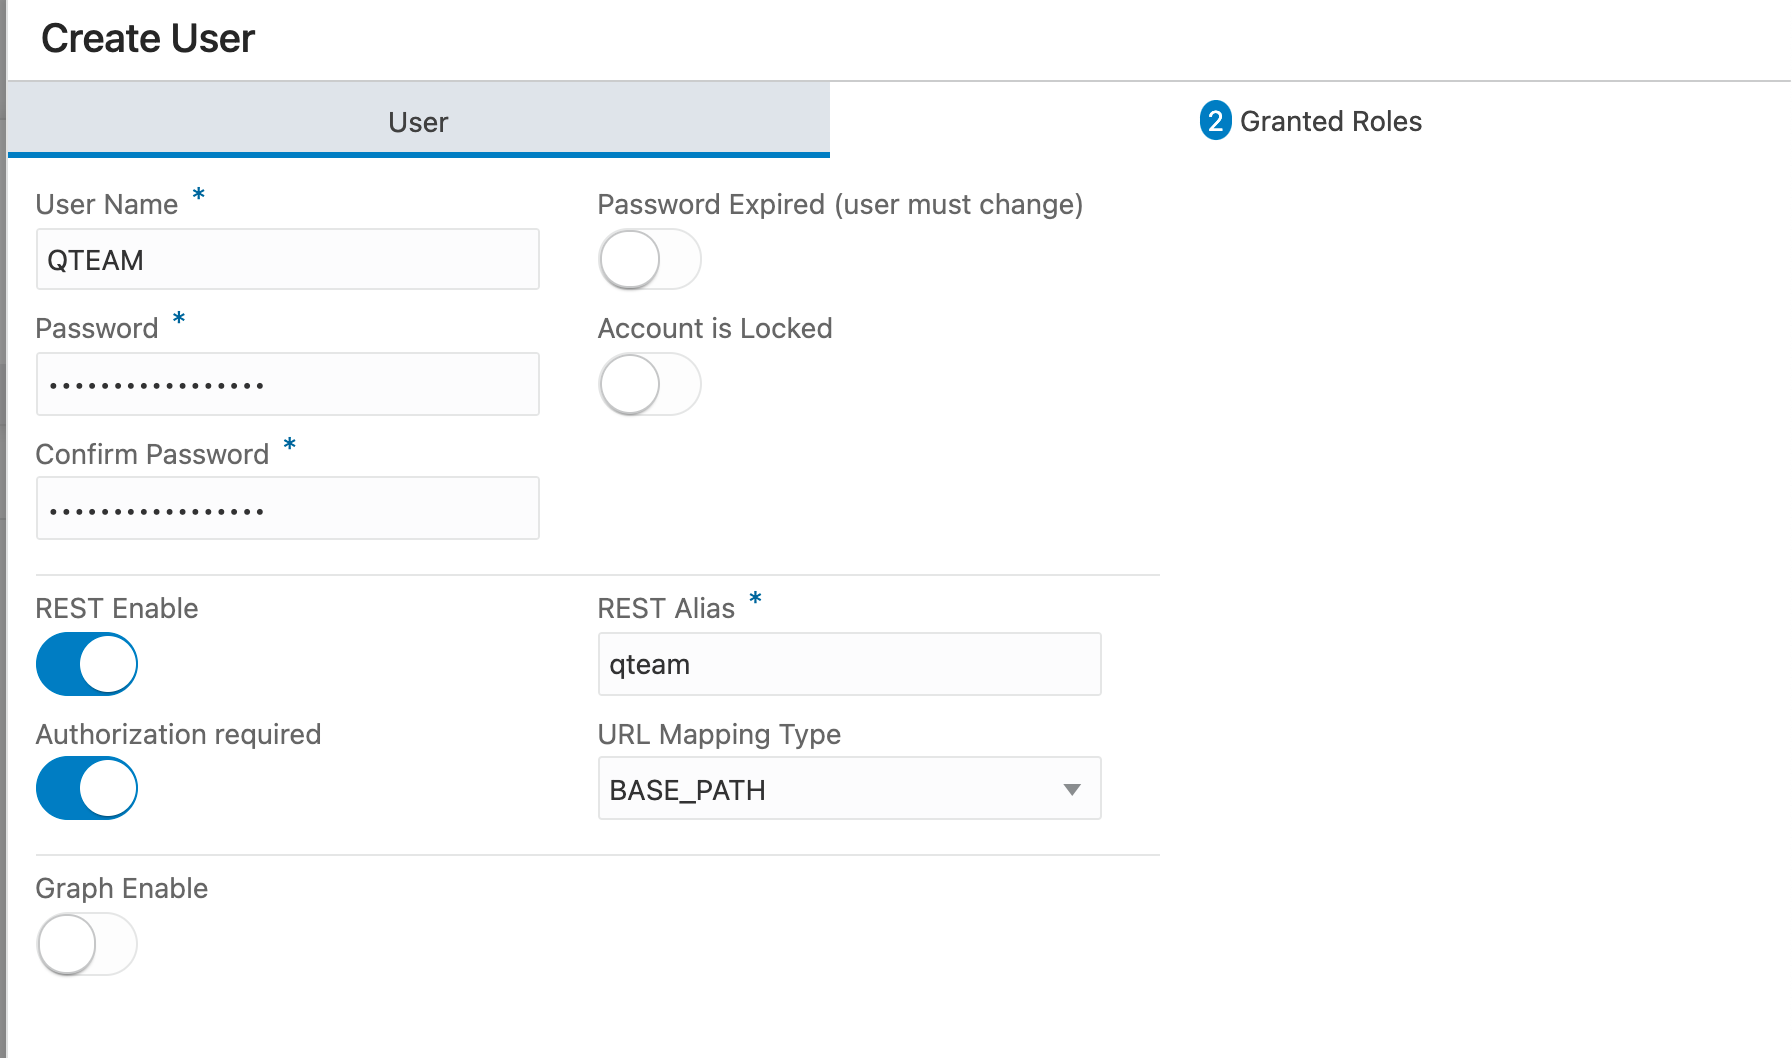 Create User
User
2 Granted Roles
User Name *
Password Expired (user must change)
QTEAM
Password *
Account is Locked
•••••••••••••••••
Confirm Password *
•••••••••••••••••
REST Enable
REST Alias *
qteam
Authorization required
URL Mapping Type
BASE_PATH
Graph Enable